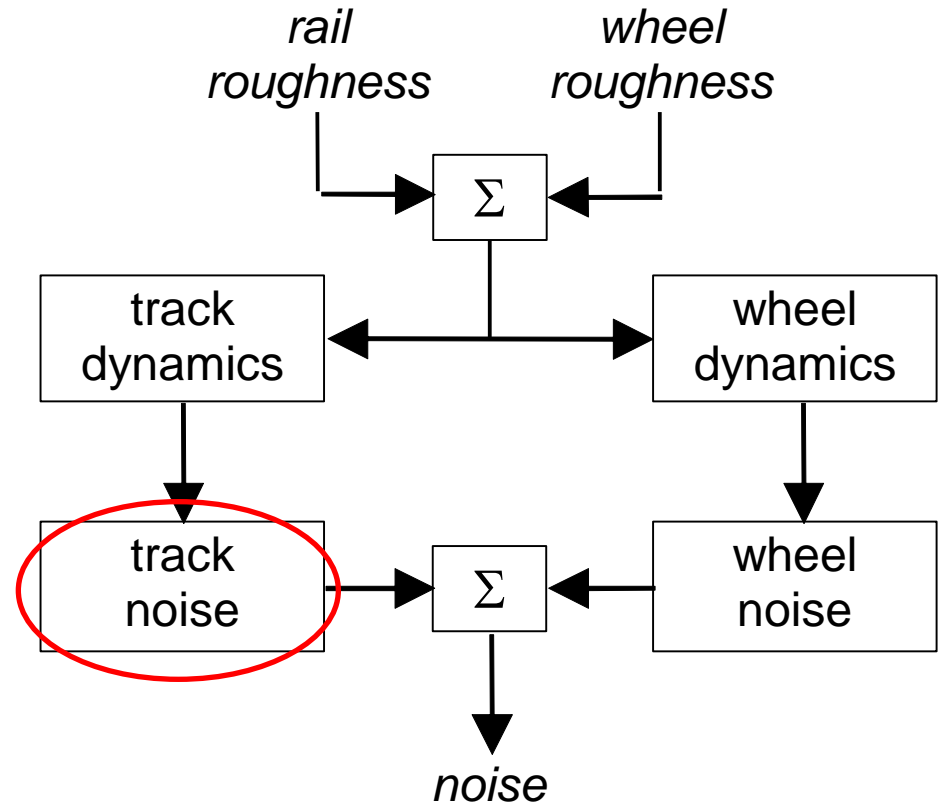 rail
roughness
wheel
roughness
Σ
track
dynamics
wheel
dynamics
track
noise
Σ
wheel
noise
noise